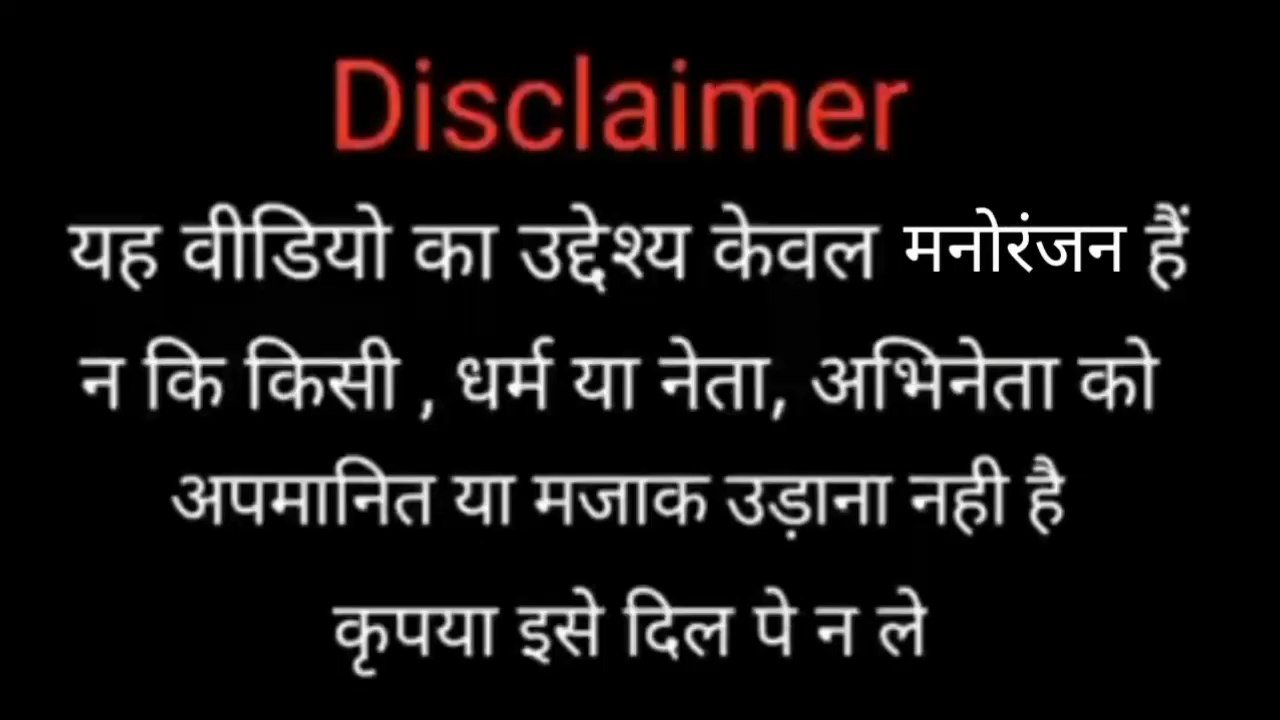 Disclaimer
यह वीडियो का उद्देश्य केवल मनोरंजन हैं
न कि किसी , धर्म या नेता, अभिनेता को
अपमानित या मजाक उड़ाना नही है
कृपया इसे दिल पे न ले